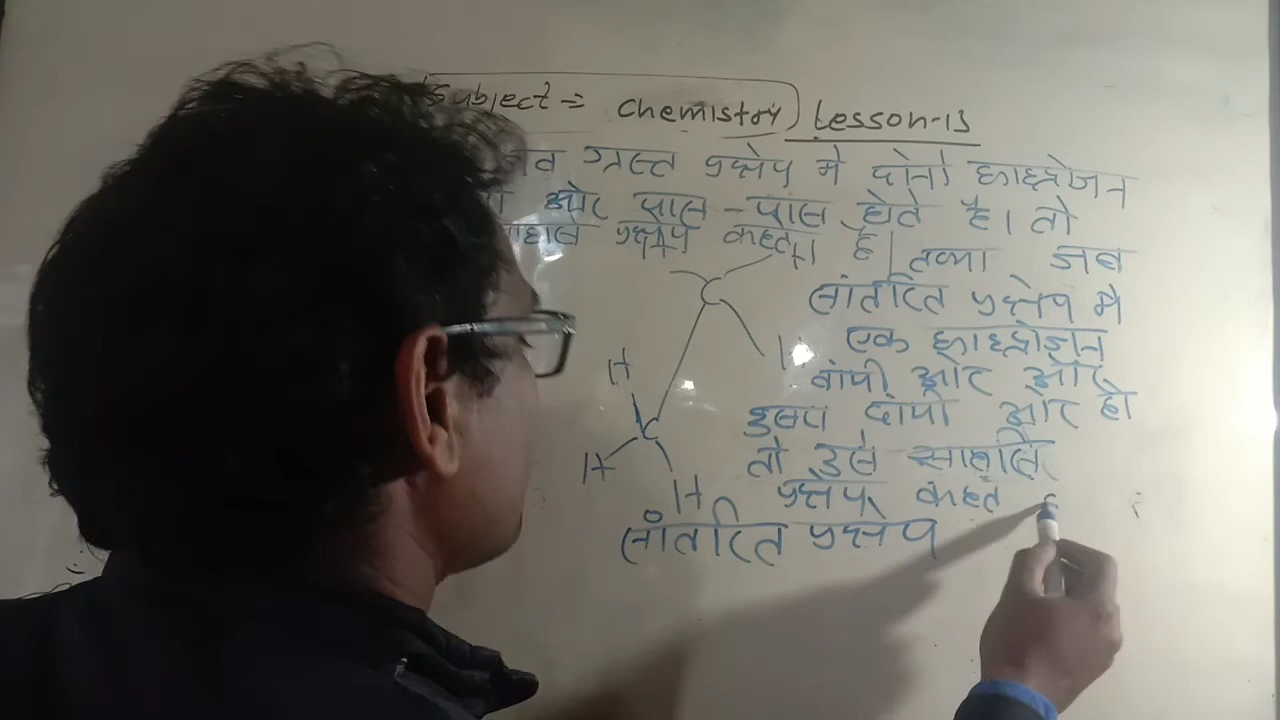 Subject = Chemistry Lesson-13
ग्रस्त प्रक्षेप मे दोनो हाइड्रोजन
ओर पास-पास होते है। तो
प्रक्षेप कहते है। तथा जब
H H
C
सांतरित प्रक्षेप मे
एक हाइड्रोजन
H
बांयी ओर और
दुसरा दांयी ओर हो
C
H
तो उसे सांतरित
H
प्रक्षेप कहते
सांतरित प्रक्षेप